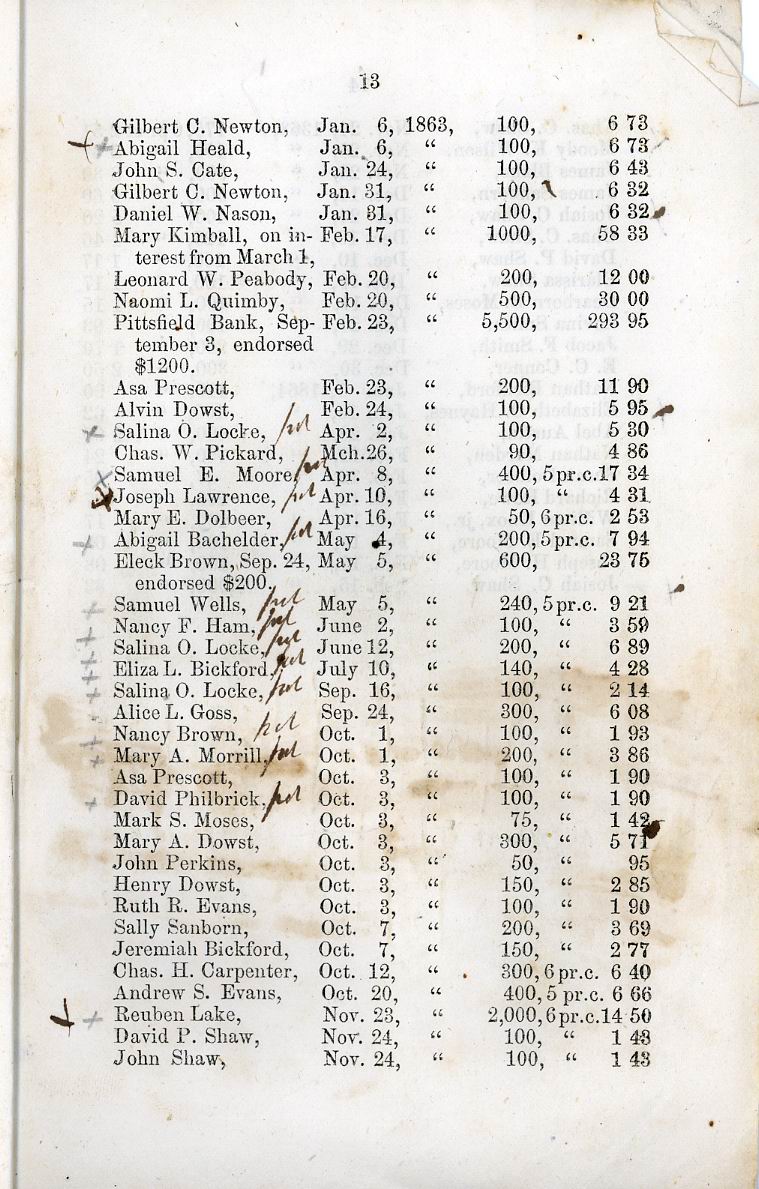 13
Gilbert C. Newton, Jan. 6, 1863, 100, 6 73
Abigail Heald, Jan. 6, “ 100, 6 73
John S. Cate, Jan. 24, “ 100, 6 43
Gilbert C. Newton, Jan. 31, “ 100, 6 32
Daniel W. Nason, Jan. 31, “ 100, 6 32
Mary Kimball, on in- Feb. 17, “ 1000, 58 33
terest from March 1,
Leonard W. Peabody, Feb. 20, “ 200, 12 00
Naomi L. Quimby, Feb. 20, “ 500, 30 00
Pittsfield Bank, Sep- Feb. 23, “ 5,500, 293 95
tember 3, endorsed
$1200.
Asa Prescott, Feb. 23, “ 200, 11 90
Alvin Dowst, Feb. 24, “ 100, 5 95
Salina O. Locke, Apr. 2, “ 100, 5 30
Chas. W. Pickard, Mch. 26, “ 90, 4 86
Samuel E. Moore, Apr. 8, “ 400, 5 pr.c. 17 34
Joseph Lawrence, Apr. 10, “ 100, “ 4 31
Mary E. Dolbeer, Apr. 16, “ 50, 6 pr.c. 2 53
Abigail Bachelder, May 4, “ 200, 5 pr.c. 7 94
Eleck Brown, Sep. 24, May 5, “ 600, 23 75
endorsed $200.
Samuel Wells, May 5, “ 240, 5 pr.c. 9 21
Nancy F. Ham, June 2, “ 100, “ 3 59
Salina O. Locke, June 12, “ 200, “ 6 89
Eliza L. Bickford, July 10, “ 140, “ 4 28
Salina O. Locke, Sep. 16, “ 100, “ 2 14
Alice L. Goss, Sep. 24, “ 300, “ 6 08
Nancy Brown, Oct. 1, “ 100, “ 1 93
Mary A. Morrill, Oct. 1, “ 200, “ 3 86
Asa Prescott, Oct. 3, “ 100, “ 1 90
David Philbrick, Oct. 3, “ 100, “ 1 90
Mark S. Moses, Oct. 3, “ 75, “ 1 42
Mary A. Dowst, Oct. 3, “ 300, “ 5 71
John Perkins, Oct. 3, “ 50, “ 95
Henry Dowst, Oct. 3, “ 150, “ 2 85
Ruth R. Evans, Oct. 3, “ 100, “ 1 90
Sally Sanborn, Oct. 7, “ 200, “ 3 69
Jeremiah Bickford, Oct. 7, “ 150, “ 2 77
Chas. H. Carpenter, Oct. 12, “ 300, 6 pr.c. 6 40
Andrew S. Evans, Oct. 20, “ 400, 5 pr.c. 6 66
Reuben Lake, Nov. 23, “ 2,000, 6 pr.c. 14 50
David P. Shaw, Nov. 24, “ 100, “ 1 43
John Shaw, Nov. 24, “ 100, “ 1 43